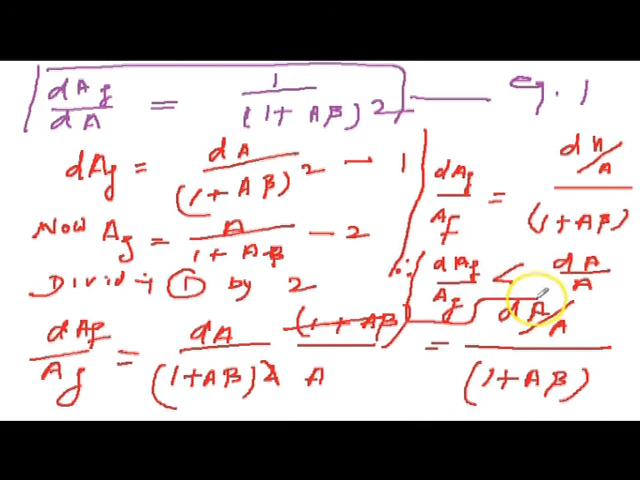 dAf/dA = 1/(1+Aβ)² — eq. 1
dAf = dA/(1+Aβ)² — 1
Now Af = A/(1+Aβ) — 2
Divid ① by 2
dAf/Af = dA/(1+Aβ)² (1+Aβ)/A = dA/A/(1+Aβ)
dAf/Af = dA/A/(1+Aβ)
∴ dAf/Af < dA/A